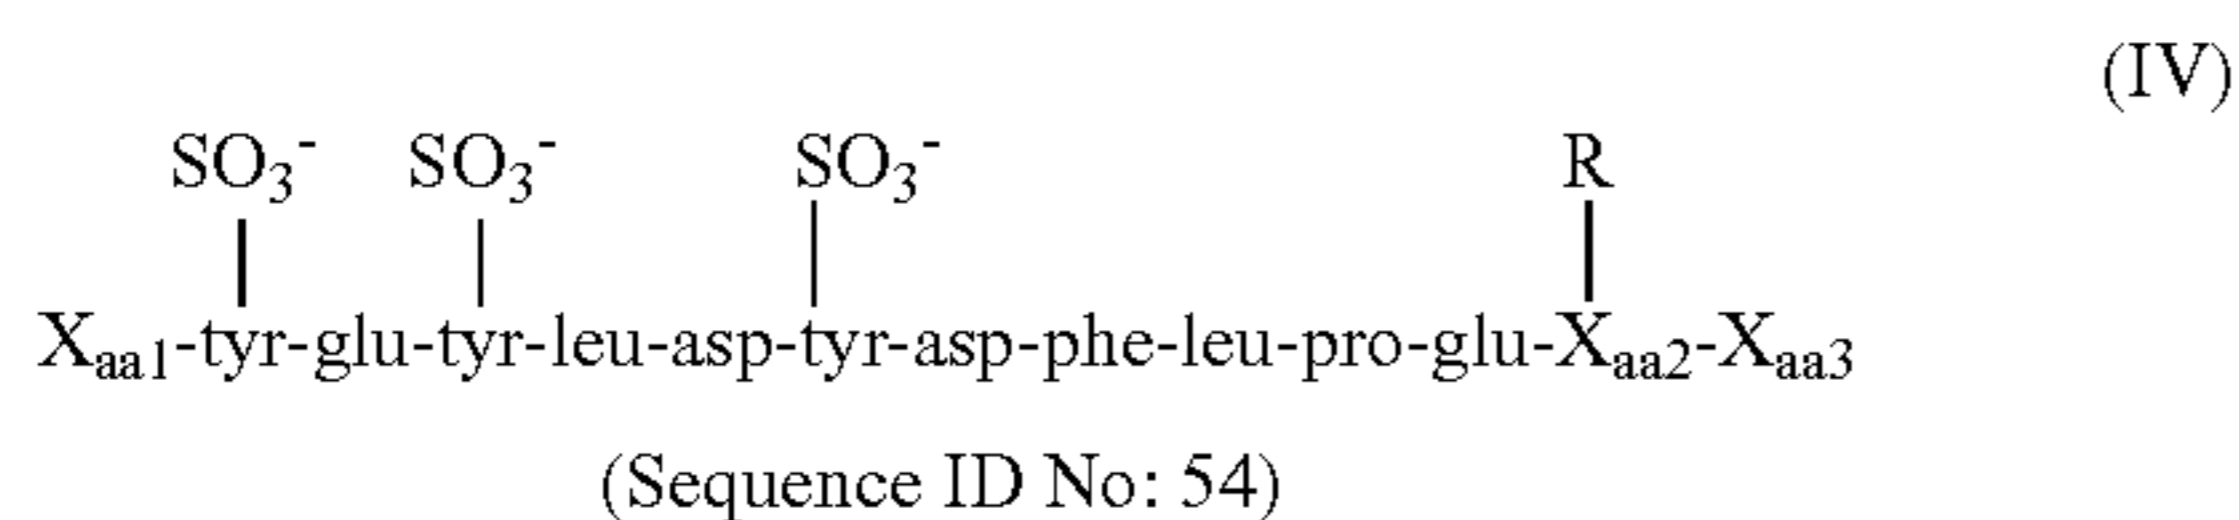 (IV)
SO₃⁻ SO₃⁻ SO₃⁻ R
Xaa1-tyr-glu-tyr-leu-asp-tyr-asp-phe-leu-pro-glu-Xaa2-Xaa3
(Sequence ID No: 54)